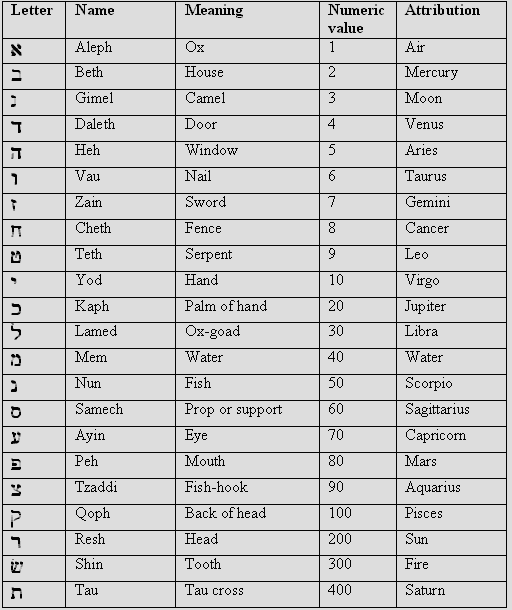 Letter Name Meaning Numeric value Attribution
א Aleph Ox 1 Air
ב Beth House 2 Mercury
ג Gimel Camel 3 Moon
ד Daleth Door 4 Venus
ה Heh Window 5 Aries
ו Vau Nail 6 Taurus
ז Zain Sword 7 Gemini
ח Cheth Fence 8 Cancer
ט Teth Serpent 9 Leo
י Yod Hand 10 Virgo
כ Kaph Palm of hand 20 Jupiter
ל Lamed Ox-goad 30 Libra
מ Mem Water 40 Water
נ Nun Fish 50 Scorpio
ס Samech Prop or support 60 Sagittarius
ע Ayin Eye 70 Capricorn
פ Peh Mouth 80 Mars
צ Tzaddi Fish-hook 90 Aquarius
ק Qoph Back of head 100 Pisces
ר Resh Head 200 Sun
ש Shin Tooth 300 Fire
ת Tau Tau cross 400 Saturn